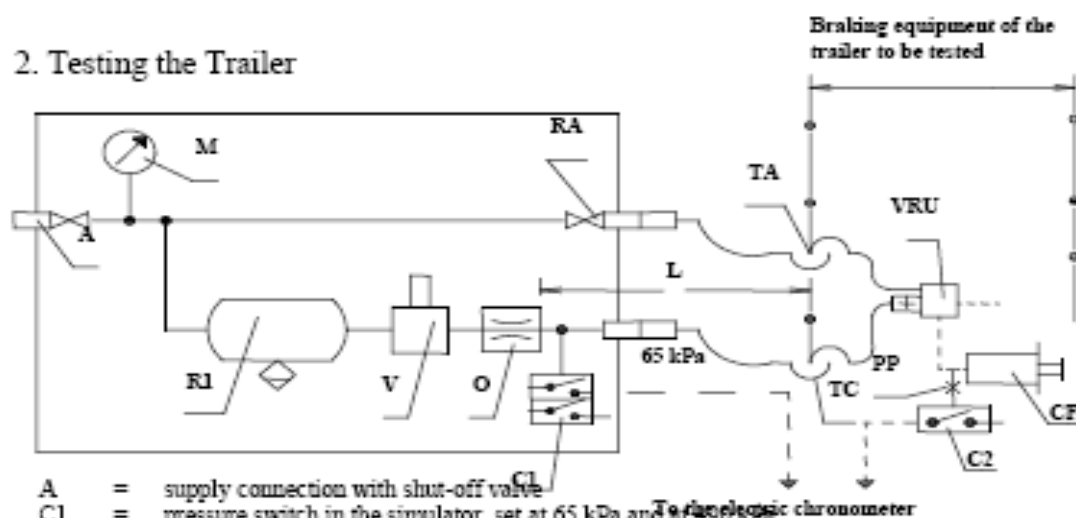 Braking equipment of the
trailer to be tested
2. Testing the Trailer
M
RA
TA
VRU
A
L
65 kPa
R1
V
O
PP
TC
CF
C1
C2
A = supply connection with shut-off valve
To the electric chronometer
C1 = pressure switch in the simulator, set at 65 kPa and at